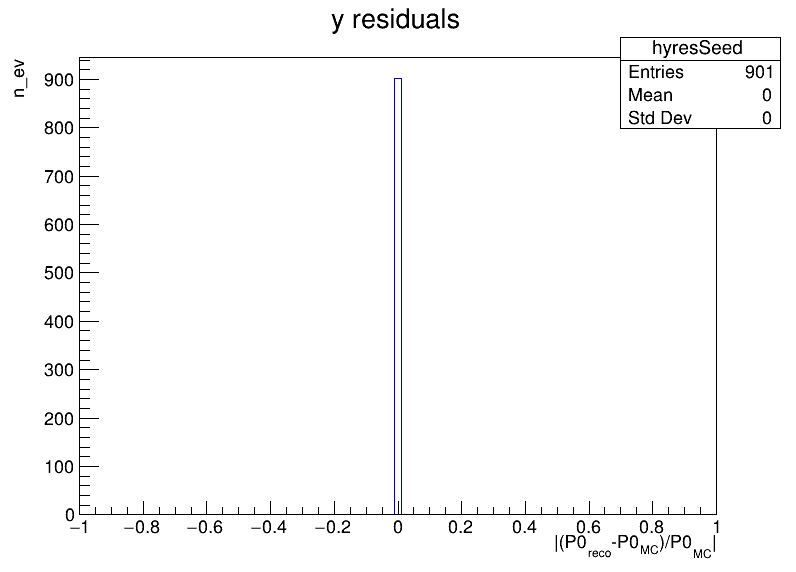 y residuals
n_ev
hyresSeed
Entries 901
Mean 0
Std Dev 0
900
800
700
600
500
400
300
200
100
0
−1 −0.8 −0.6 −0.4 −0.2 0 0.2 0.4 0.6 0.8 1
|(P0reco-P0MC)/P0MC|